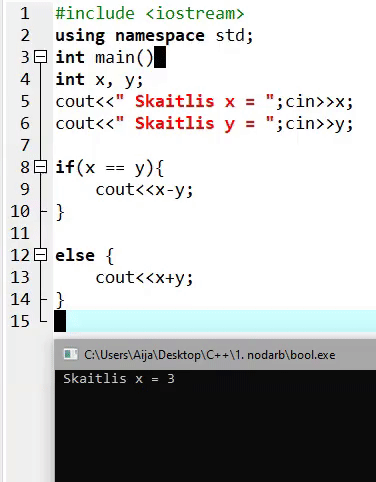 1 #include <iostream>
2 using namespace std;
3 int main()
4 int x, y;
5 cout<<" Skaitlis x = ";cin>>x;
6 cout<<" Skaitlis y = ";cin>>y;
7
8 if(x == y){
9 cout<<x-y;
10 }
11
12 else {
13 cout<<x+y;
14 }
15
C:\Users\Aija\Desktop\C++\1. nodarb\bool.exe
Skaitlis x = 3